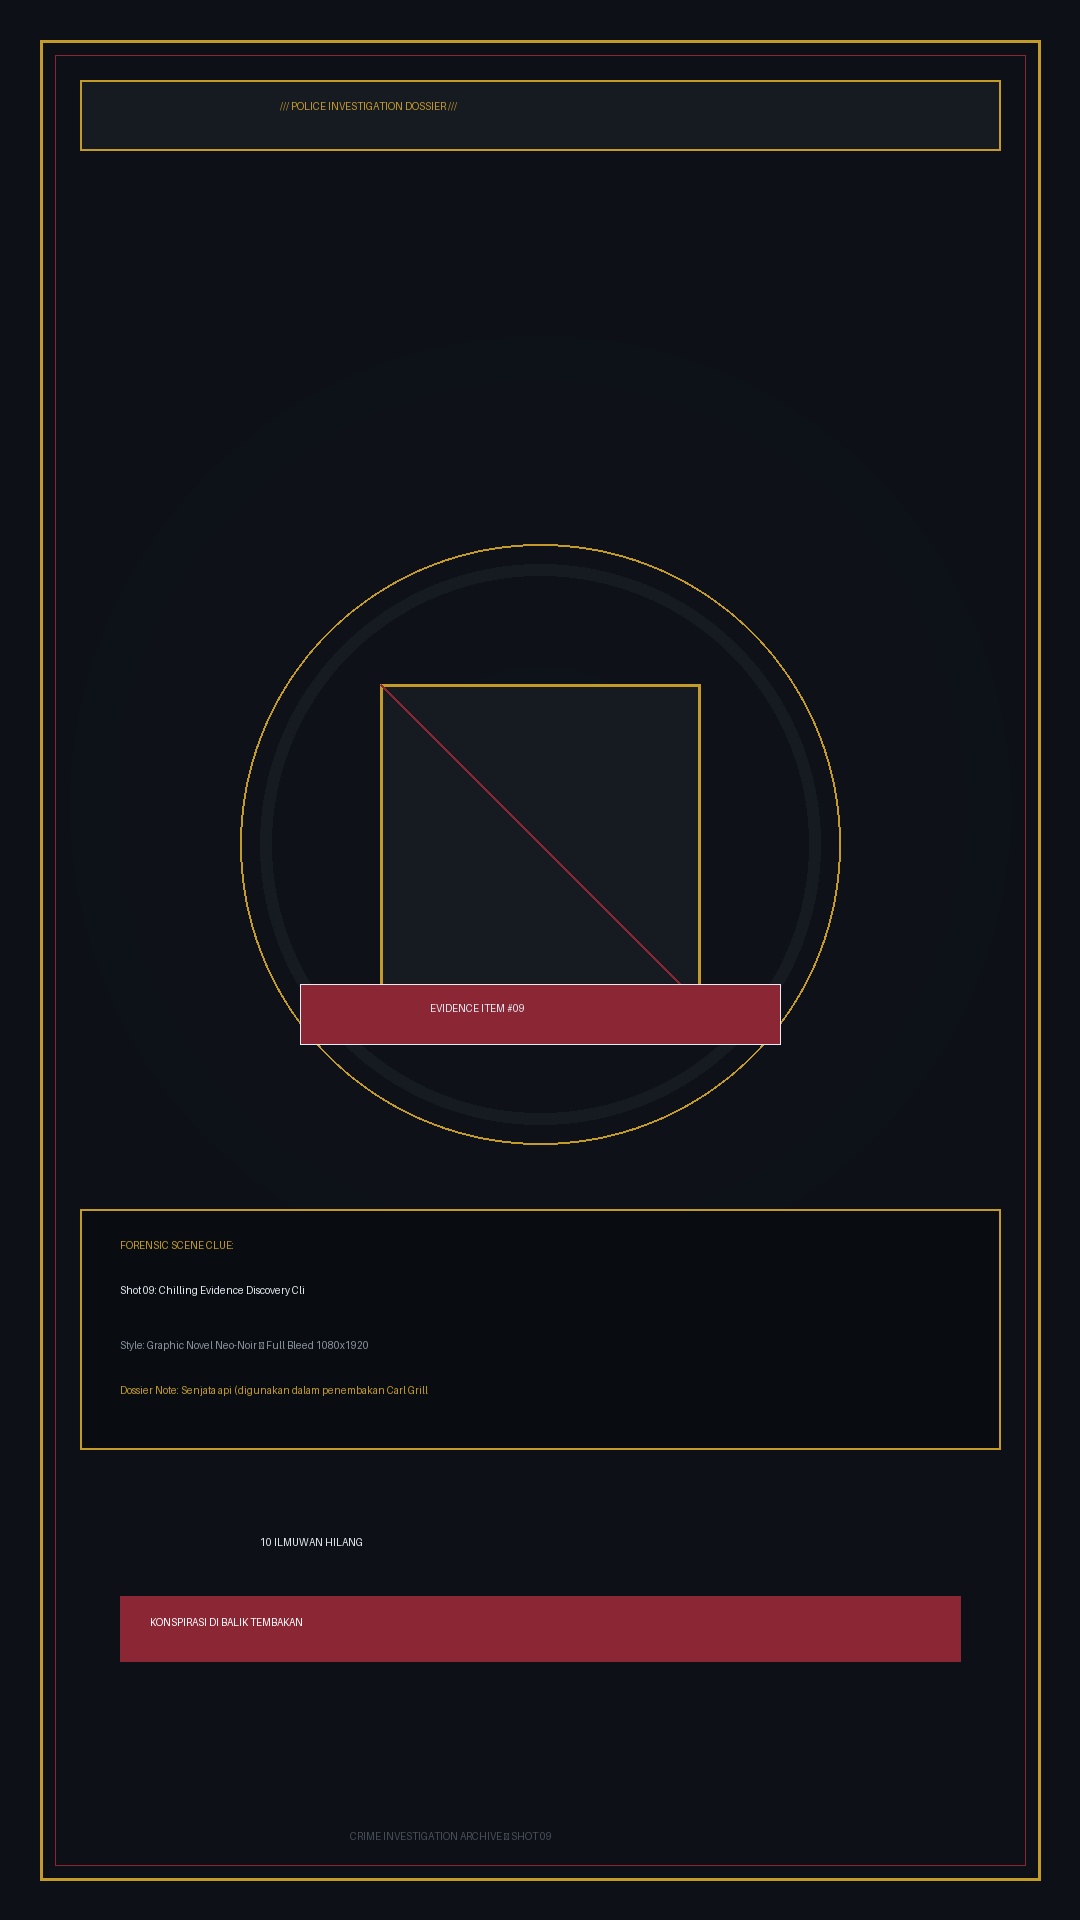 /// POLICE INVESTIGATION DOSSIER ///
EVIDENCE ITEM #09
FORENSIC SCENE CLUE:
Shot 09: Chilling Evidence Discovery Cli
Style: Graphic Novel Neo-Noir Full Bleed 1080x1920
Dossier Note: Senjata api (digunakan dalam penembakan Carl Grill
10 ILMUWAN HILANG
KONSPIRASI DI BALIK TEMBAKAN
CRIME INVESTIGATION ARCHIVE SHOT 09